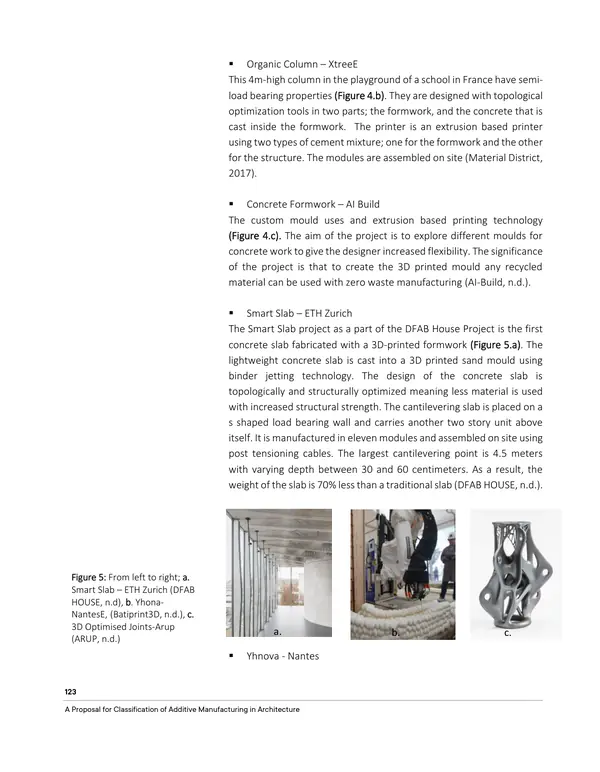 ▪ Organic Column – XtreeE
This 4m-high column in the playground of a school in France have semi-
load bearing properties (Figure 4.b). They are designed with topological
optimization tools in two parts; the formwork, and the concrete that is
cast inside the formwork. The printer is an extrusion based printer
using two types of cement mixture; one for the formwork and the other
for the structure. The modules are assembled on site (Material District,
2017).
▪ Concrete Formwork – AI Build
The custom mould uses and extrusion based printing technology
(Figure 4.c). The aim of the project is to explore different moulds for
concrete work to give the designer increased flexibility. The significance
of the project is that to create the 3D printed mould any recycled
material can be used with zero waste manufacturing (AI-Build, n.d.).
▪ Smart Slab – ETH Zurich
The Smart Slab project as a part of the DFAB House Project is the first
concrete slab fabricated with a 3D-printed formwork (Figure 5.a). The
lightweight concrete slab is cast into a 3D printed sand mould using
binder jetting technology. The design of the concrete slab is
topologically and structurally optimized meaning less material is used
with increased structural strength. The cantilevering slab is placed on a
s shaped load bearing wall and carries another two story unit above
itself. It is manufactured in eleven modules and assembled on site using
post tensioning cables. The largest cantilevering point is 4.5 meters
with varying depth between 30 and 60 centimeters. As a result, the
weight of the slab is 70% less than a traditional slab (DFAB HOUSE, n.d.).
a.
b.
c.
Figure 5: From left to right; a.
Smart Slab – ETH Zurich (DFAB
HOUSE, n.d), b. Yhona-
NantesE, (Batiprint3D, n.d.), c.
3D Optimised Joints-Arup
(ARUP, n.d.)
▪ Yhnova - Nantes
123
A Proposal for Classification of Additive Manufacturing in Architecture